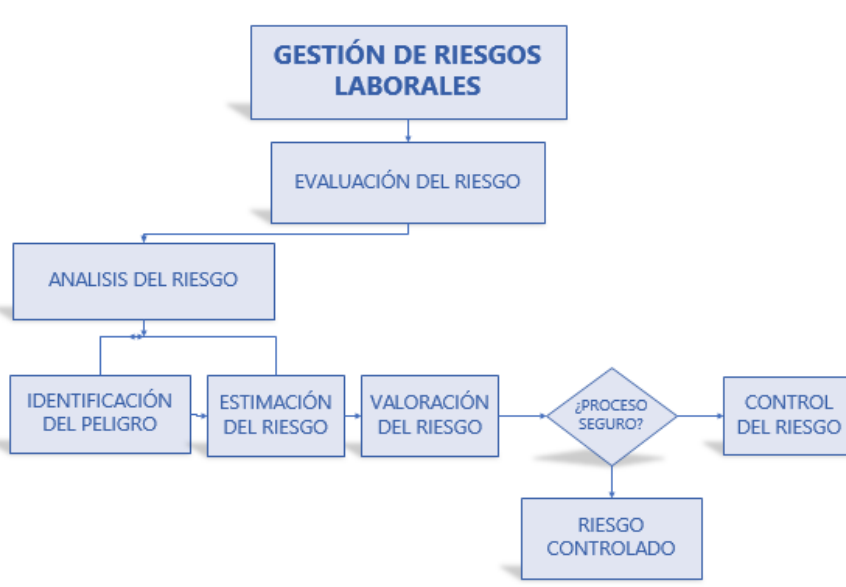 GESTIÓN DE RIESGOS
LABORALES
EVALUACIÓN DEL RIESGO
ANALISIS DEL RIESGO
IDENTIFICACIÓN
DEL PELIGRO
ESTIMACIÓN
DEL RIESGO
VALORACIÓN
DEL RIESGO
¿PROCESO
SEGURO?
CONTROL
DEL RIESGO
RIESGO
CONTROLADO